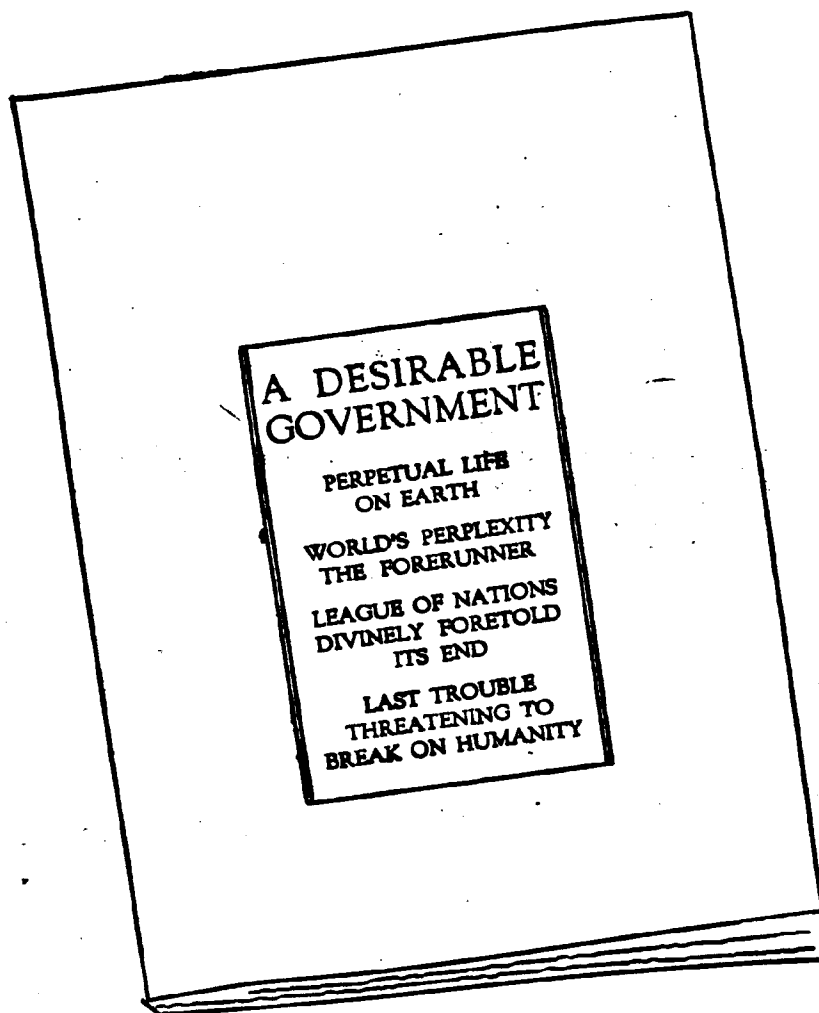 A DESIRABLE
GOVERNMENT
PERPETUAL LIFE
ON EARTH
WORLD'S PERPLEXITY
THE FORERUNNER
LEAGUE OF NATIONS
DIVINELY FORETOLD
ITS END
LAST TROUBLE
THREATENING TO
BREAK ON HUMANITY